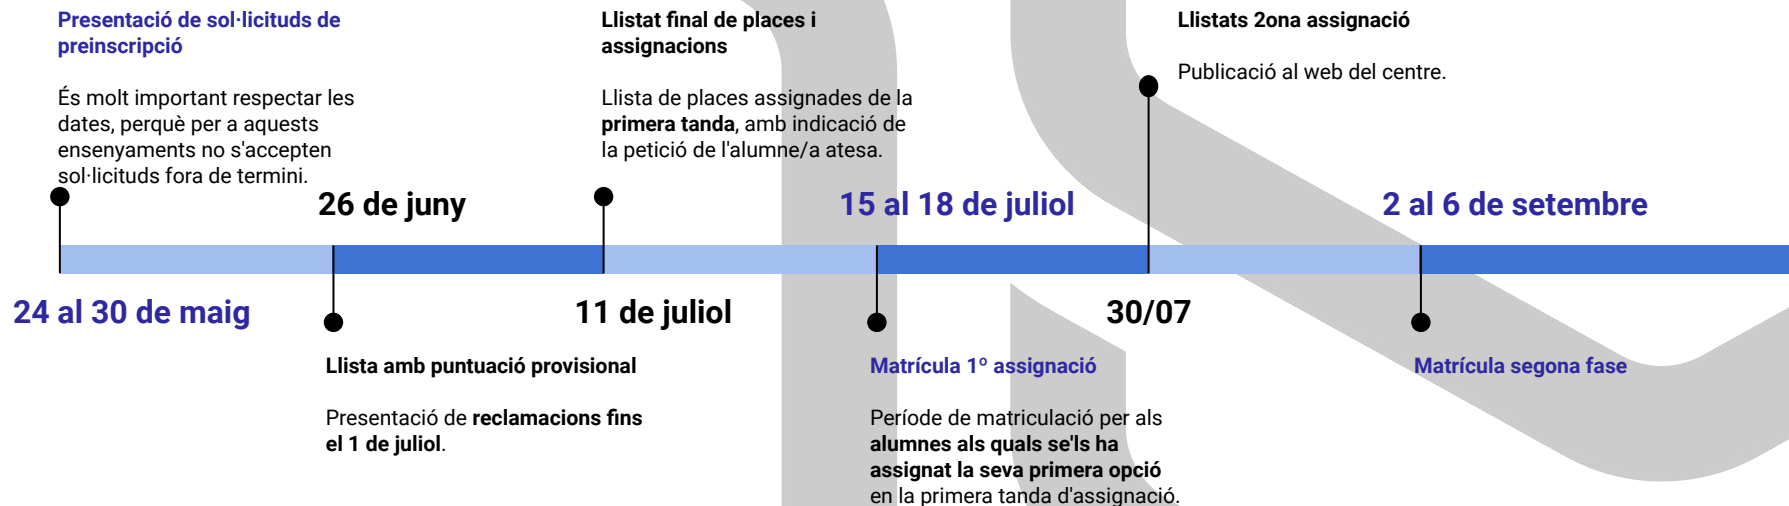 Presentació de sol·licituds de
preinscripció
És molt important respectar les
dates, perquè per a aquests
ensenyaments no s'accepten
sol·licituds fora de termini.
24 al 30 de maig
26 de juny
Llista amb puntuació provisional
Presentació de reclamacions fins
el 1 de juliol.
Llistat final de places i
assignacions
Llista de places assignades de la
primera tanda, amb indicació de
la petició de l'alumne/a atesa.
11 de juliol
15 al 18 de juliol
Matrícula 1º assignació
Període de matriculació per als
alumnes als quals se'ls ha
assignat la seva primera opció
en la primera tanda d'assignació.
Llistats 2ona assignació
Publicació al web del centre.
30/07
2 al 6 de setembre
Matrícula segona fase